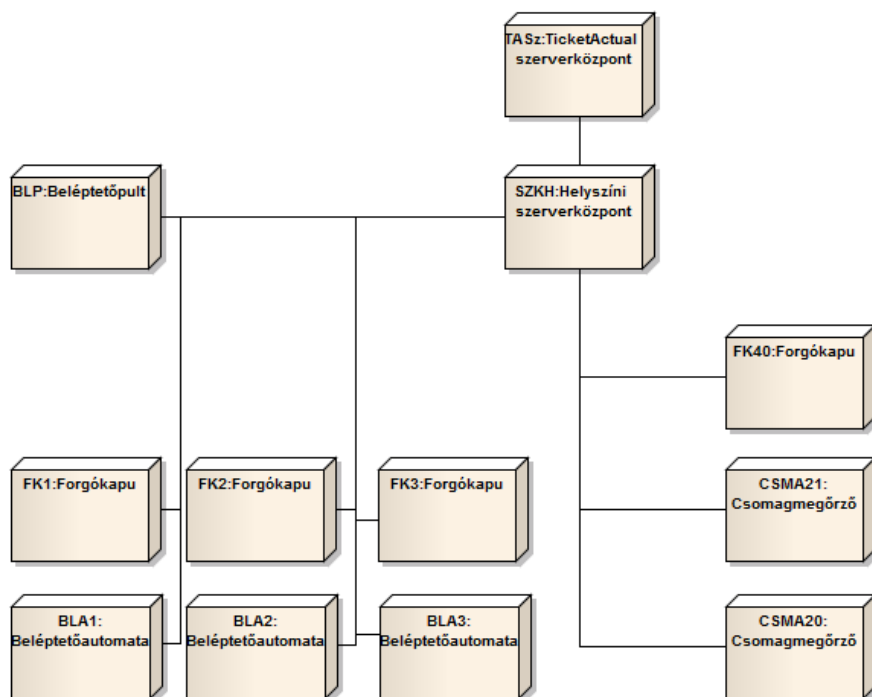 TASz:TicketActual
szerverközpont
BLP:Beléptetőpult
SZKH:Helyszíni
szerverközpont
FK40:Forgókapu
FK1:Forgókapu
FK2:Forgókapu
FK3:Forgókapu
CSMA21:
Csomagmegőrző
BLA1:
Beléptetőautomata
BLA2:
Beléptetőautomata
BLA3:
Beléptetőautomata
CSMA20:
Csomagmegőrző